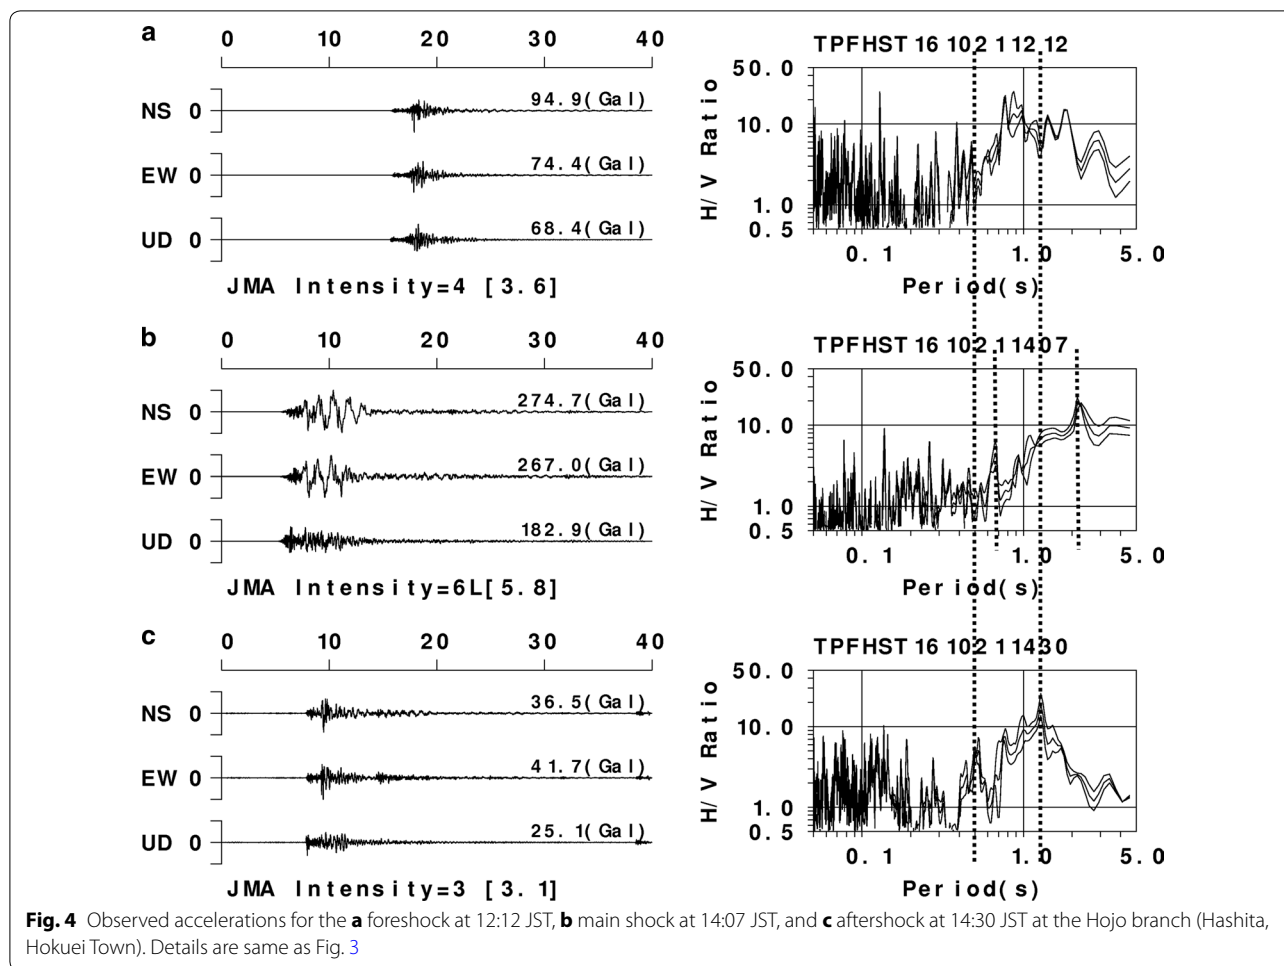 a
0 10 20 30 40
NS 0 94.9(Gal)
EW 0 74.4(Gal)
UD 0 68.4(Gal)
JMA Intensity=4 [3.6]
TPFHST 16 10 2 1 12 12
50.0
10.0
1.0
0.5
H/V Ratio
0.1 1.0 5.0
Period(s)
b
0 10 20 30 40
NS 0 274.7(Gal)
EW 0 267.0(Gal)
UD 0 182.9(Gal)
JMA Intensity=6L[5.8]
TPFHST 16 10 2 1 14 07
50.0
10.0
1.0
0.5
H/V Ratio
0.1 1.0 5.0
Period(s)
c
0 10 20 30 40
NS 0 36.5(Gal)
EW 0 41.7(Gal)
UD 0 25.1(Gal)
JMA Intensity=3 [3.1]
TPFHST 16 10 2 1 14 30
50.0
10.0
1.0
0.5
H/V Ratio
0.1 1.0 5.0
Period(s)
Fig. 4 Observed accelerations for the a foreshock at 12:12 JST, b main shock at 14:07 JST, and c aftershock at 14:30 JST at the Hojo branch (Hashita,
Hokuei Town). Details are same as Fig. 3